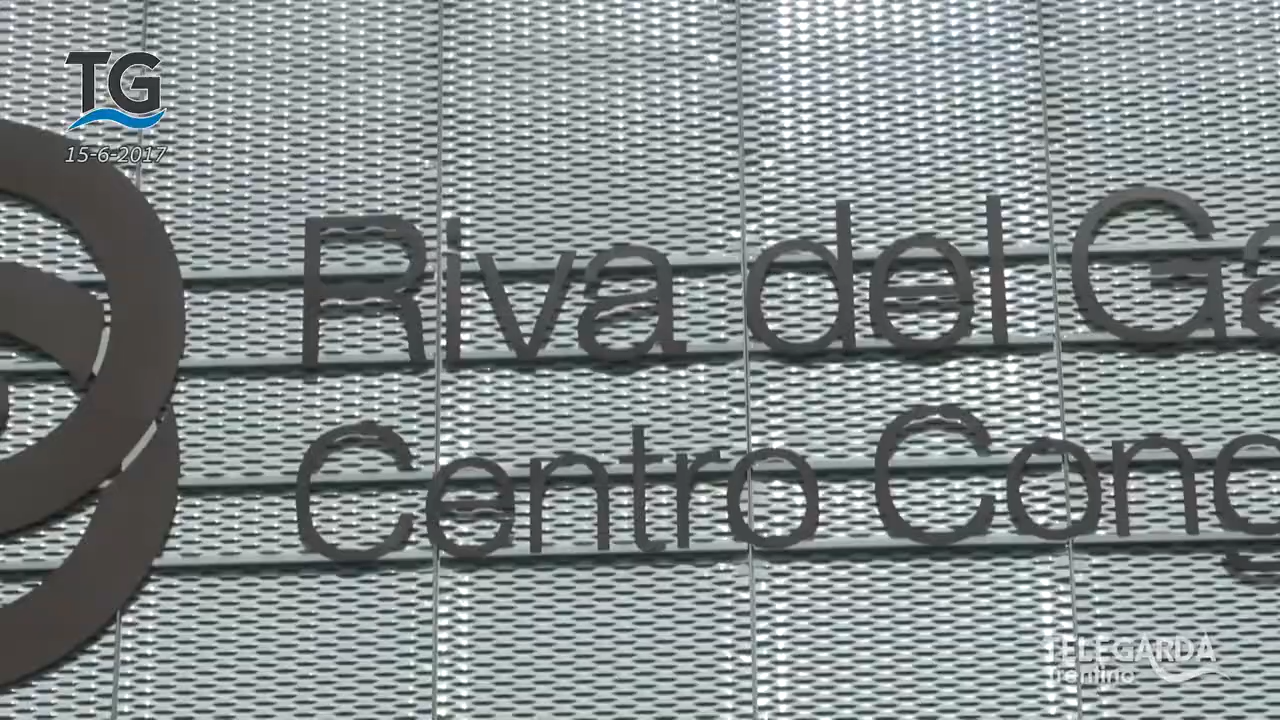 TG
15-6-2017
Riva del Ga
Centro Cong
TELEGARDA
trentino